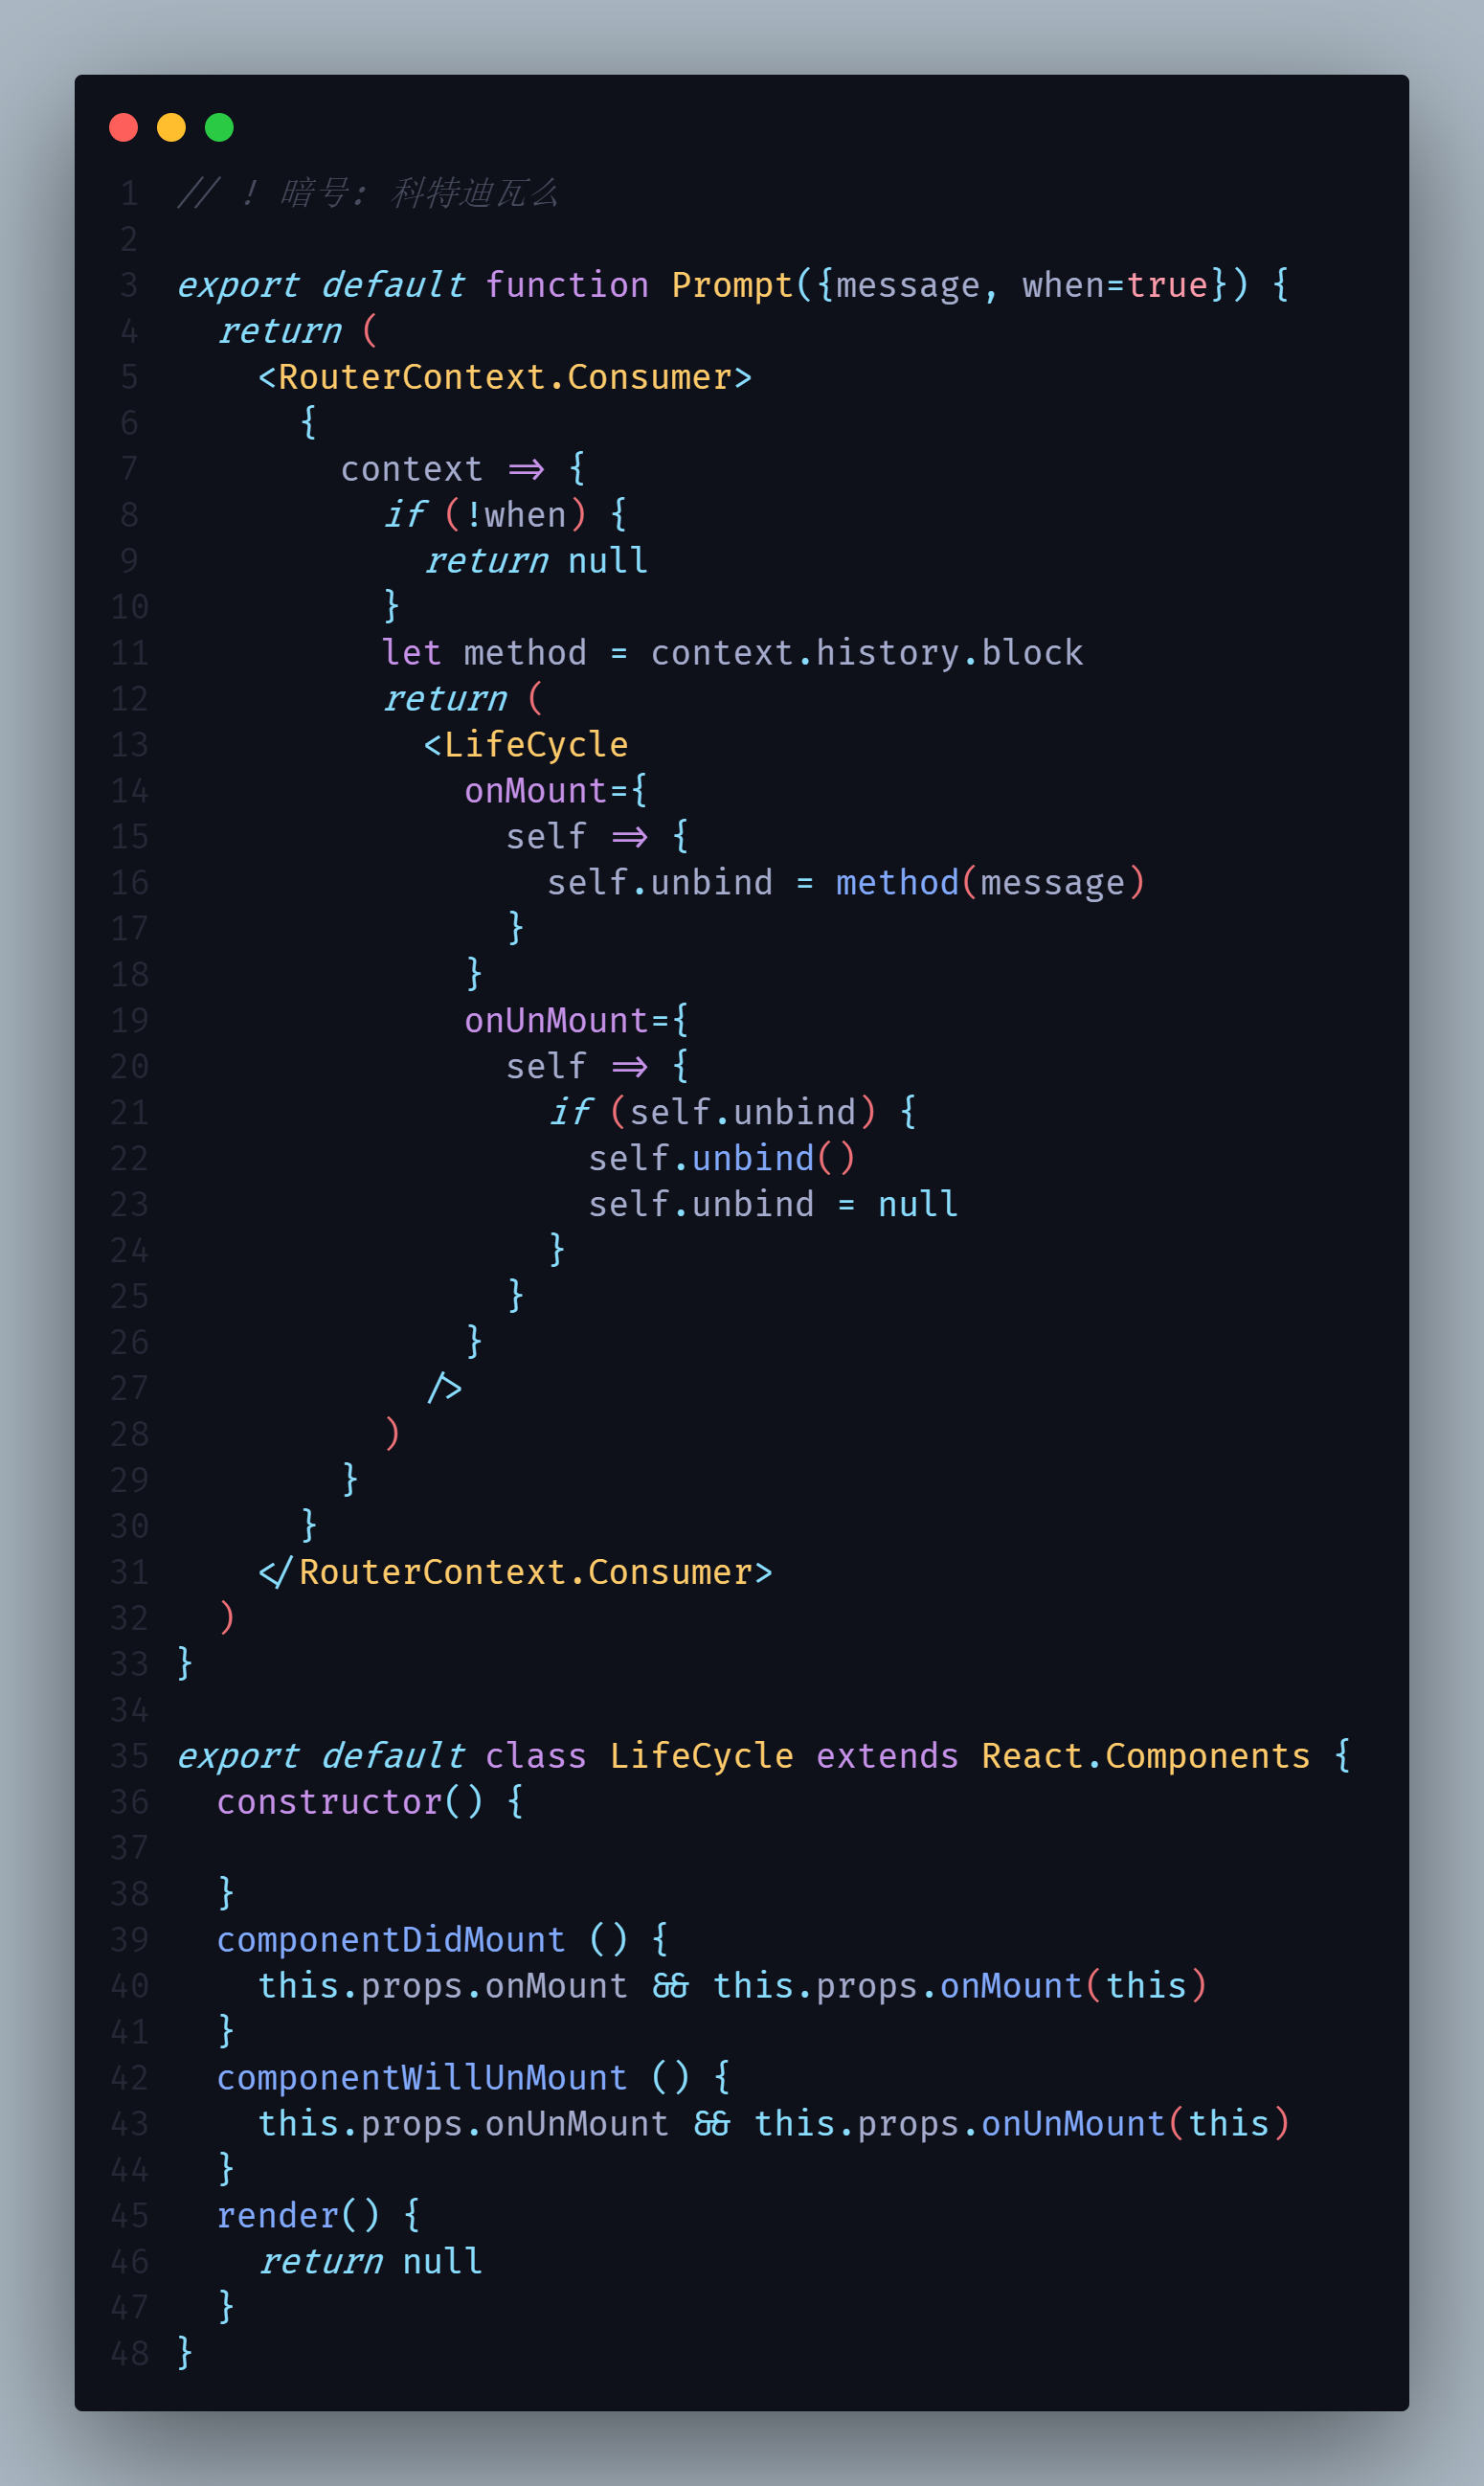 1 // ! 暗号: 科特迪瓦么
2
3 export default function Prompt({message, when=true}) {
4   return (
5     <RouterContext.Consumer>
6       {
7         context => {
8           if (!when) {
9             return null
10           }
11           let method = context.history.block
12           return (
13             <LifeCycle
14               onMount={
15                 self => {
16                   self.unbind = method(message)
17                 }
18               }
19               onUnMount={
20                 self => {
21                   if (self.unbind) {
22                     self.unbind()
23                     self.unbind = null
24                   }
25                 }
26               }
27             />
28           )
29         }
30       }
31     </RouterContext.Consumer>
32   )
33 }
34
35 export default class LifeCycle extends React.Components {
36   constructor() {
37
38   }
39   componentDidMount () {
40     this.props.onMount && this.props.onMount(this)
41   }
42   componentWillUnMount () {
43     this.props.onUnMount && this.props.onUnMount(this)
44   }
45   render() {
46     return null
47   }
48 }